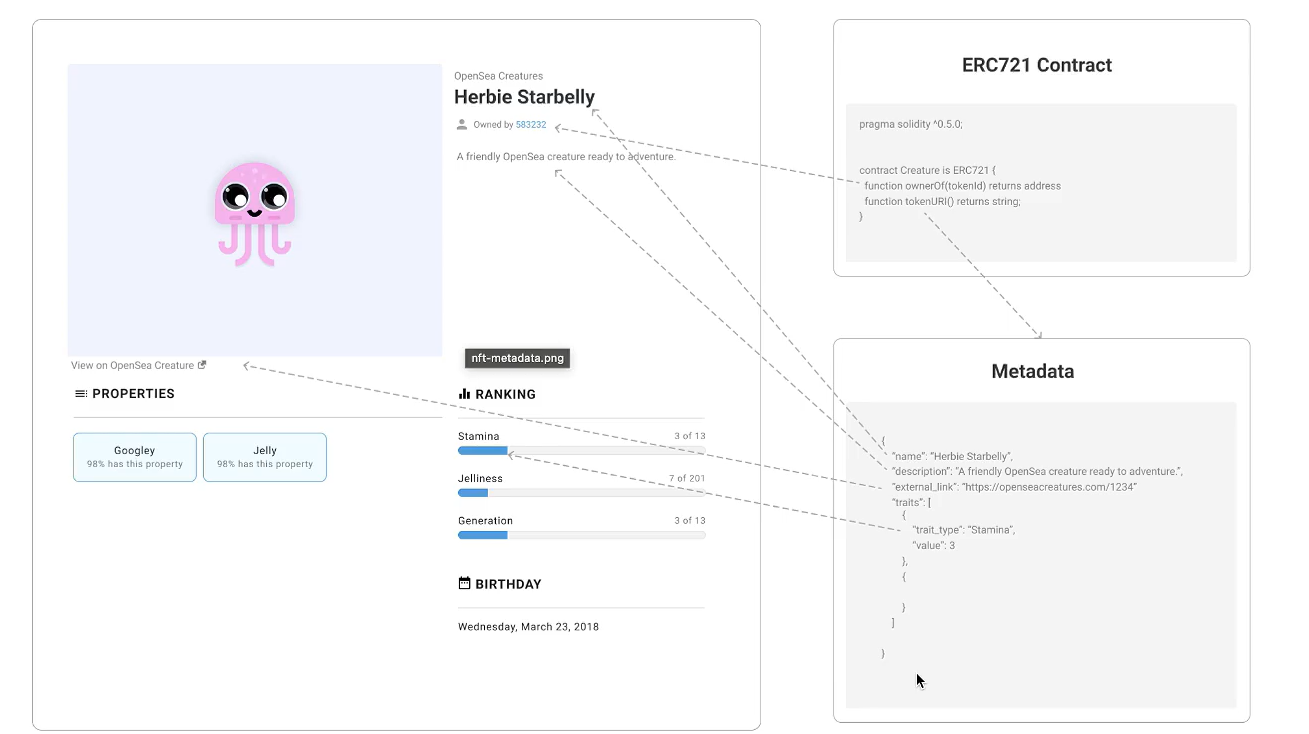 OpenSea Creatures
Herbie Starbelly
Owned by 583232
A friendly OpenSea creature ready to adventure.
View on OpenSea Creature
PROPERTIES
Googley
98% has this property
Jelly
98% has this property
nft-metadata.png
RANKING
Stamina 3 of 13
Jelliness 7 of 201
Generation 3 of 13
BIRTHDAY
Wednesday, March 23, 2018
ERC721 Contract
pragma solidity ^0.5.0;
contract Creature is ERC721 {
function ownerOf(tokenId) returns address
function tokenURI() returns string;
}
Metadata
{
"name": "Herbie Starbelly",
"description": "A friendly OpenSea creature ready to adventure.",
"external_link": "https://openseacreatures.com/1234"
"traits": [
{
"trait_type": "Stamina",
"value": 3
},
{
}
]
}